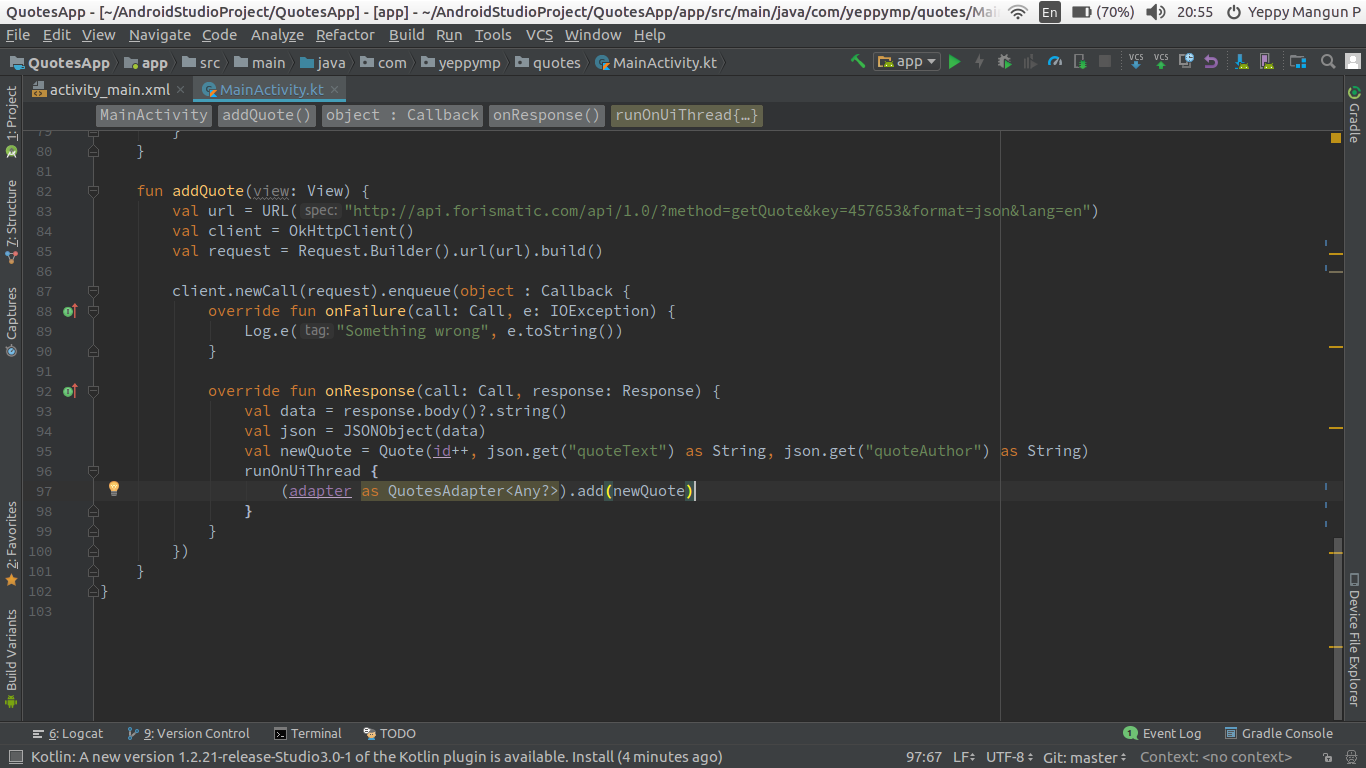 QuotesApp - [~/AndroidStudioProject/QuotesApp] - [app] - ~/AndroidStudioProject/QuotesApp/app/src/main/java/com/yeppymp/quotes/Main
En (70%) 20:55 Yeppy Mangun P
File Edit View Navigate Code Analyze Refactor Build Run Tools VCS Window Help
QuotesApp app src main java com yeppymp quotes MainActivity.kt app VCS VCS
activity_main.xml MainActivity.kt
MainActivity addQuote() object : Callback onResponse() runOnUiThread{…}
1: Project
7: Structure
Captures
2: Favorites
Build Variants
79 }
80 }
81
82 fun addQuote(view: View) {
83 val url = URL( spec: "http://api.forismatic.com/api/1.0/?method=getQuote&key=457653&format=json&lang=en")
84 val client = OkHttpClient()
85 val request = Request.Builder().url(url).build()
86
87 client.newCall(request).enqueue(object : Callback {
88 override fun onFailure(call: Call, e: IOException) {
89 Log.e( tag: "Something wrong", e.toString())
90 }
91
92 override fun onResponse(call: Call, response: Response) {
93 val data = response.body()?.string()
94 val json = JSONObject(data)
95 val newQuote = Quote(id++, json.get("quoteText") as String, json.get("quoteAuthor") as String)
96 runOnUiThread {
97 (adapter as QuotesAdapter<Any?>).add(newQuote)
98 }
99 }
100 })
101 }
102 }
103
Gradle
Device File Explorer
6: Logcat 9: Version Control Terminal TODO 1 Event Log Gradle Console
Kotlin: A new version 1.2.21-release-Studio3.0-1 of the Kotlin plugin is available. Install (4 minutes ago) 97:67 LF UTF-8 Git: master Context: <no context>